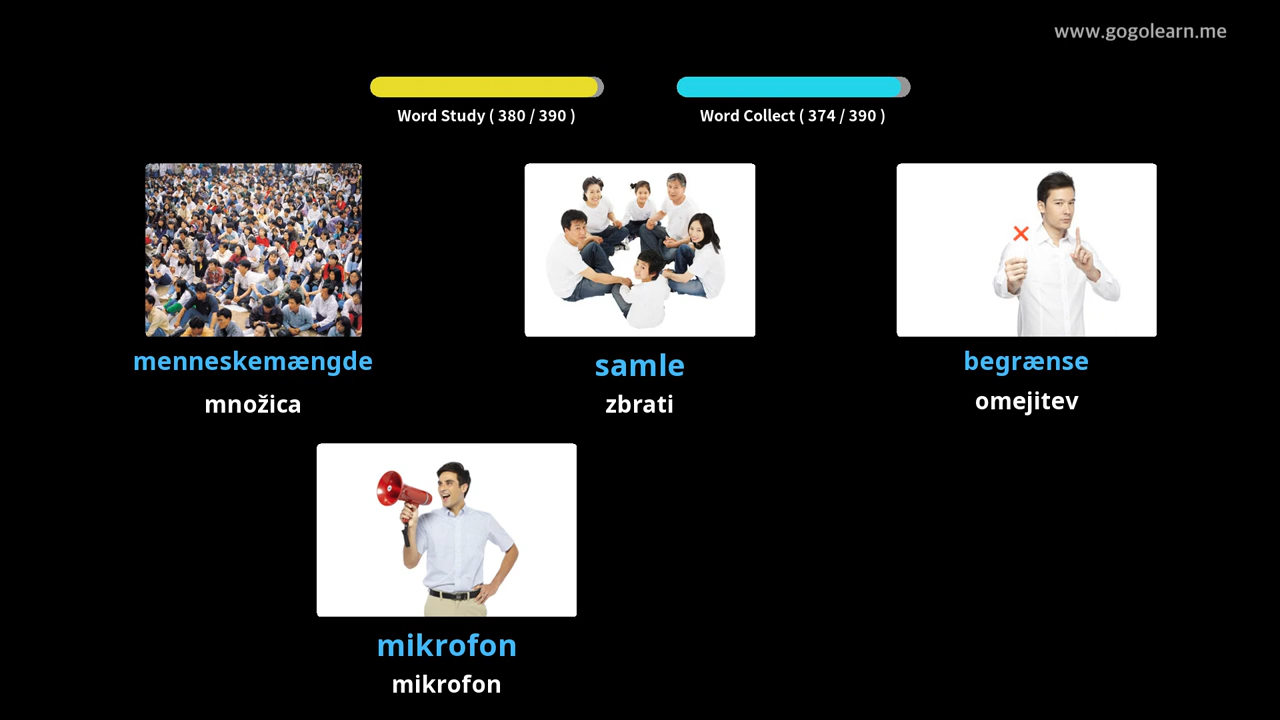 www.gogolearn.me
Word Study ( 380 / 390 )
Word Collect ( 374 / 390 )
menneskemængde
samle
begrænse
množica
zbrati
omejitev
mikrofon
mikrofon